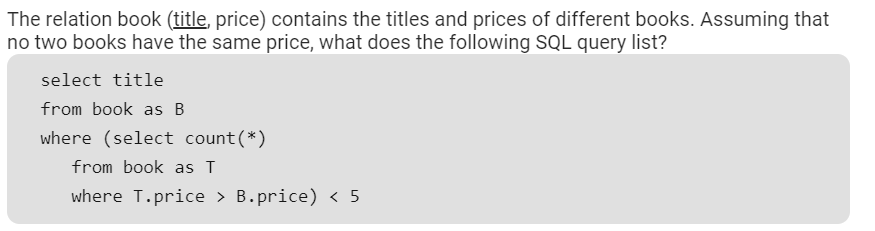 The relation book (title, price) contains the titles and prices of different books. Assuming that
no two books have the same price, what does the following SQL query list?
select title
from book as B
where (select count(*)
from book as T
where T.price > B.price) < 5